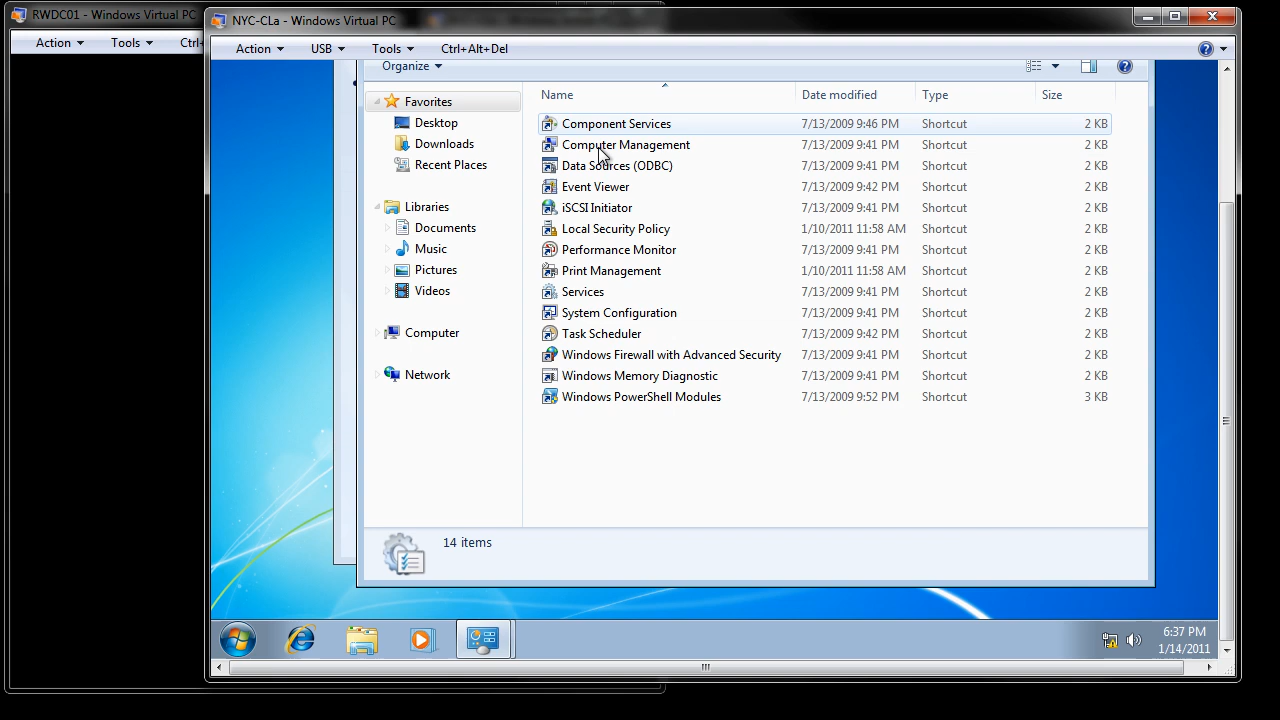 RWDC01 - Windows Virtual PC
Action Tools Ctrl+
NYC-CLa - Windows Virtual PC
Action USB Tools Ctrl+Alt+Del
Organize
Favorites
Desktop
Downloads
Recent Places
Libraries
Documents
Music
Pictures
Videos
Computer
Network
Name Date modified Type Size
Component Services 7/13/2009 9:46 PM Shortcut 2 KB
Computer Management 7/13/2009 9:41 PM Shortcut 2 KB
Data Sources (ODBC) 7/13/2009 9:41 PM Shortcut 2 KB
Event Viewer 7/13/2009 9:42 PM Shortcut 2 KB
iSCSI Initiator 7/13/2009 9:41 PM Shortcut 2 KB
Local Security Policy 1/10/2011 11:58 AM Shortcut 2 KB
Performance Monitor 7/13/2009 9:41 PM Shortcut 2 KB
Print Management 1/10/2011 11:58 AM Shortcut 2 KB
Services 7/13/2009 9:41 PM Shortcut 2 KB
System Configuration 7/13/2009 9:41 PM Shortcut 2 KB
Task Scheduler 7/13/2009 9:42 PM Shortcut 2 KB
Windows Firewall with Advanced Security 7/13/2009 9:41 PM Shortcut 2 KB
Windows Memory Diagnostic 7/13/2009 9:41 PM Shortcut 2 KB
Windows PowerShell Modules 7/13/2009 9:52 PM Shortcut 3 KB
14 items
6:37 PM
1/14/2011